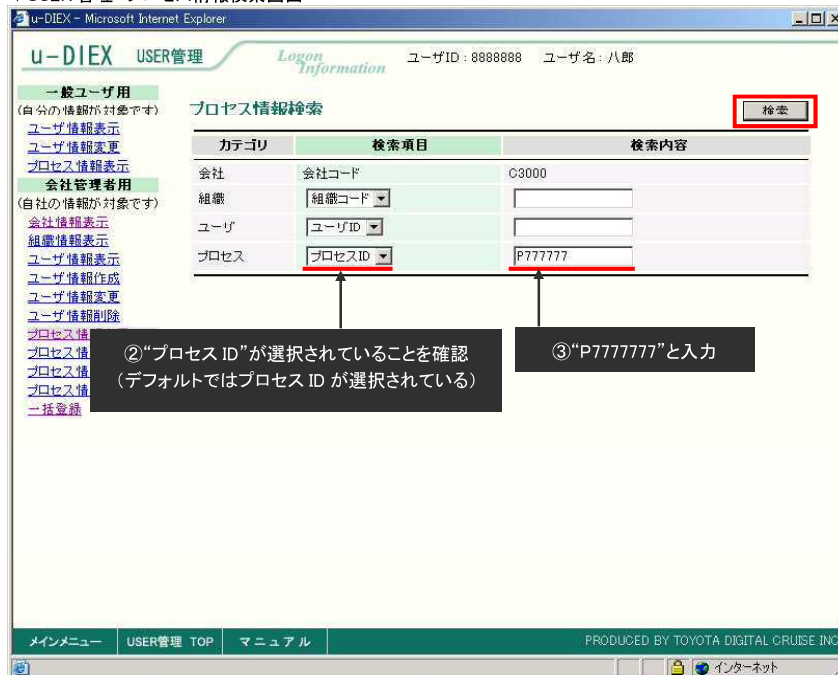 u-DIEX - Microsoft Internet Explorer
u-DIEX USER管理 Logon Information ユーザID : 8888888 ユーザ名 : 八郎
一般ユーザ用
(自分の情報が対象です)
ユーザ情報表示
ユーザ情報変更
プロセス情報表示
会社管理者用
(自社の情報が対象です)
会社情報表示
組織情報表示
ユーザ情報表示
ユーザ情報作成
ユーザ情報変更
ユーザ情報削除
プロセス情
プロセス情
プロセス情
プロセス情
一括登録
プロセス情報検索 検索
カテゴリ 検索項目 検索内容
会社 会社コード C3000
組織 組織コード
ユーザ ユーザID
プロセス プロセスID P777777
②“プロセス ID”が選択されていることを確認
(デフォルトではプロセス ID が選択されている)
③“P7777777”と入力
メインメニュー USER管理 TOP マニュアル PRODUCED BY TOYOTA DIGITAL CRUISE INC
インターネット